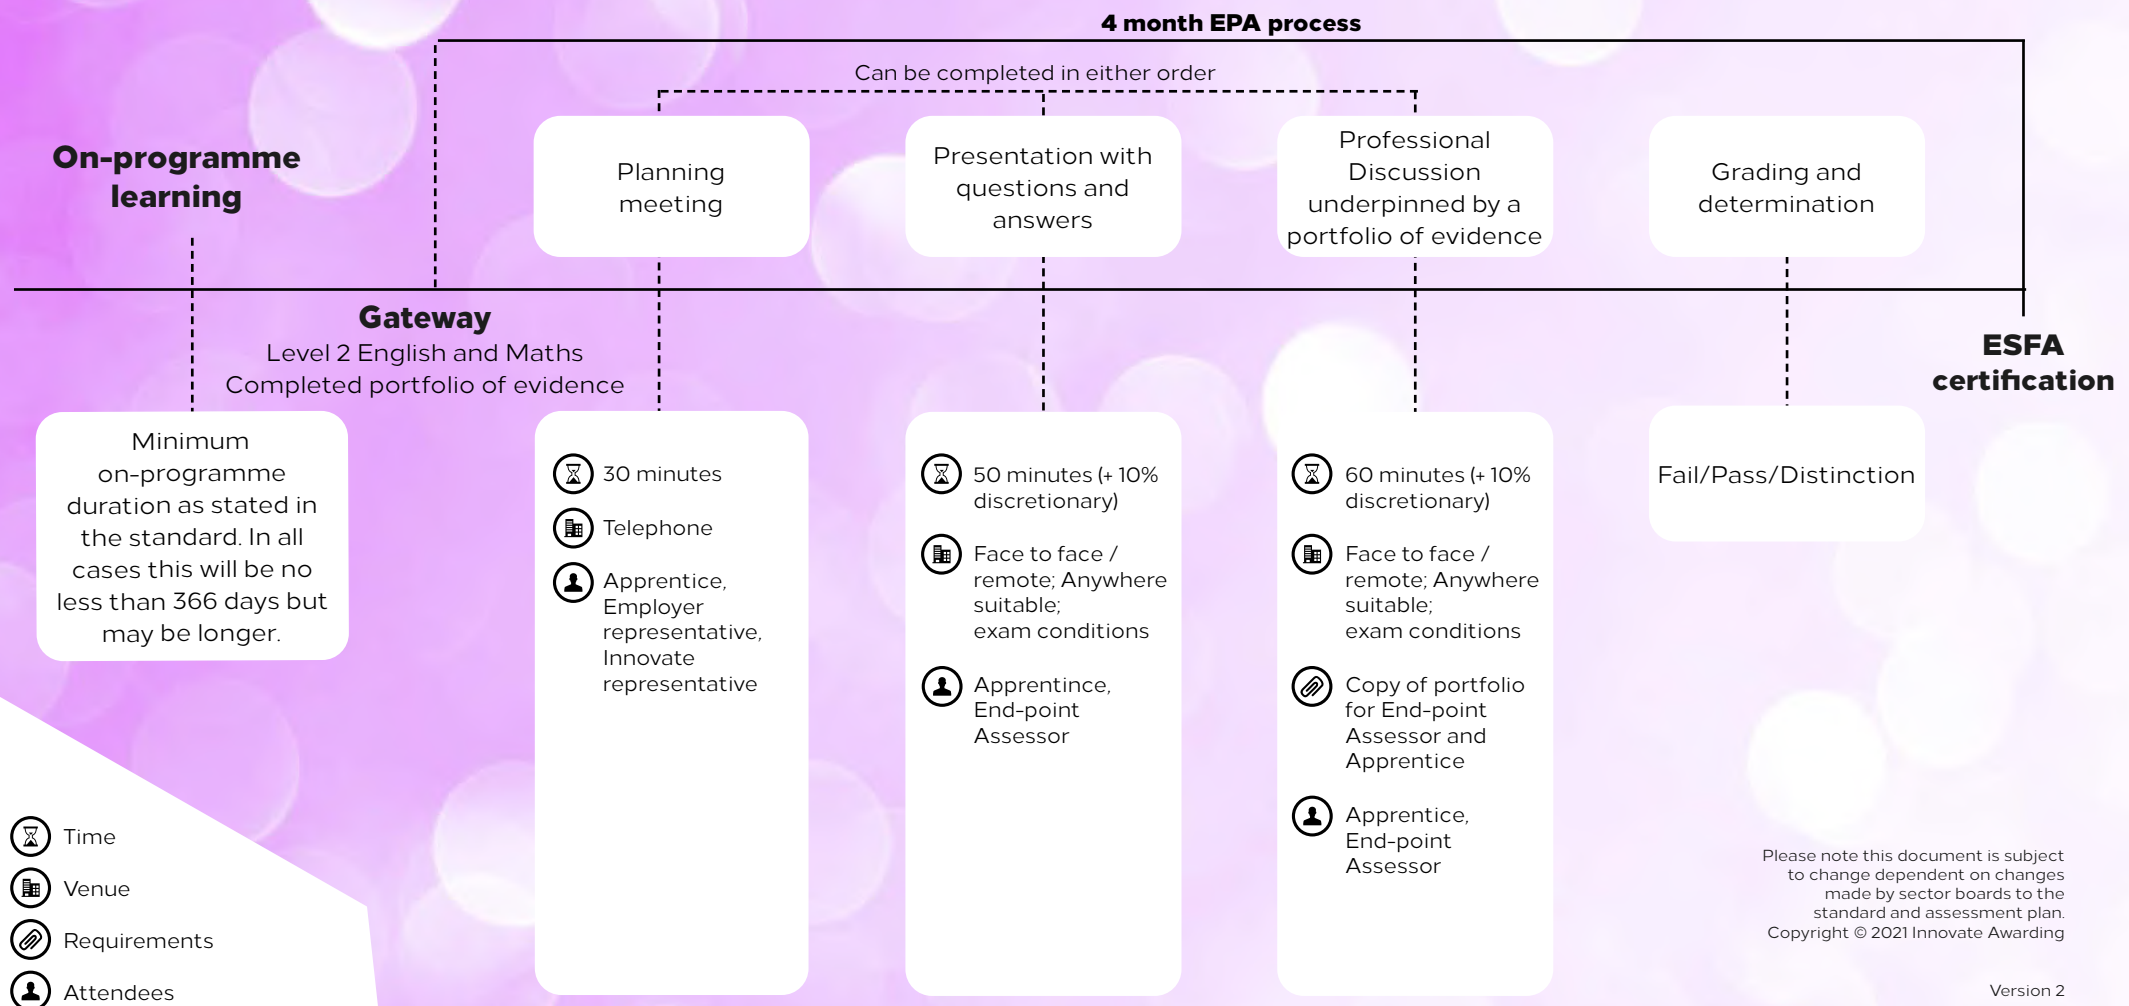 4 month EPA process
Can be completed in either order
On-programme
learning
Planning
meeting
Presentation with
questions and
answers
Professional
Discussion
underpinned by a
portfolio of evidence
Grading and
determination
Gateway
Level 2 English and Maths
Completed portfolio of evidence
ESFA
certification
Minimum
on-programme
duration as stated in
the standard. In all
cases this will be no
less than 366 days but
may be longer.
30 minutes
Telephone
Apprentice,
Employer
representative,
Innovate
representative
50 minutes (+ 10%
discretionary)
Face to face /
remote; Anywhere
suitable;
exam conditions
Apprentince,
End-point
Assessor
60 minutes (+ 10%
discretionary)
Face to face /
remote; Anywhere
suitable;
exam conditions
Copy of portfolio
for End-point
Assessor and
Apprentice
Apprentice,
End-point
Assessor
Fail/Pass/Distinction
Time
Venue
Requirements
Attendees
Please note this document is subject
to change dependent on changes
made by sector boards to the
standard and assessment plan.
Copyright © 2021 Innovate Awarding
Version 2